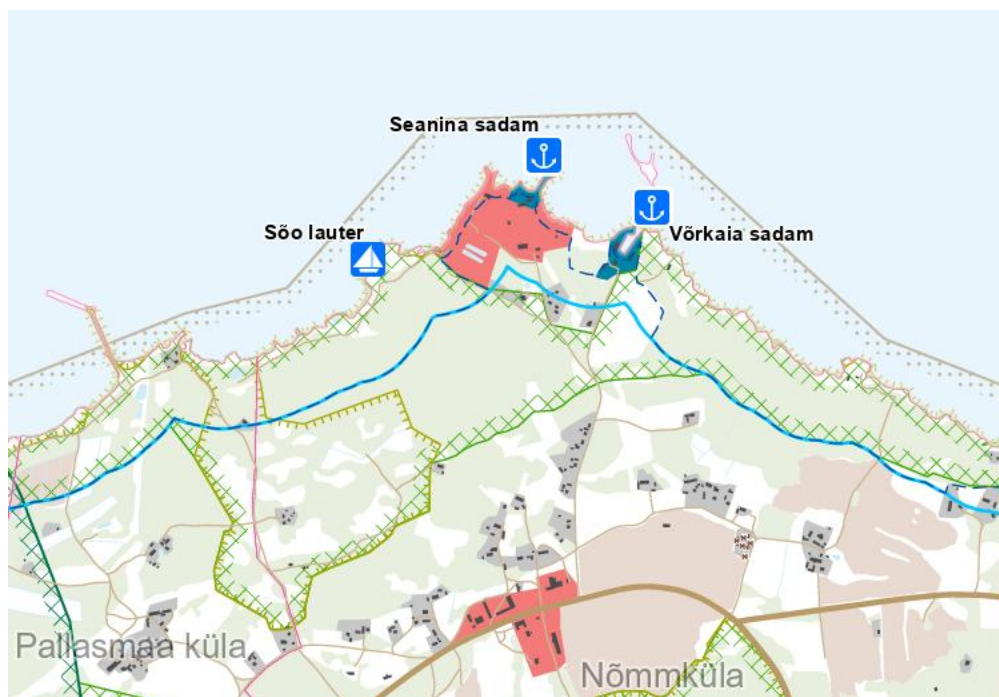 Seanina sadam
Sõo lauter
Võrkaia sadam
Pallasmaa küla
Nõmmküla